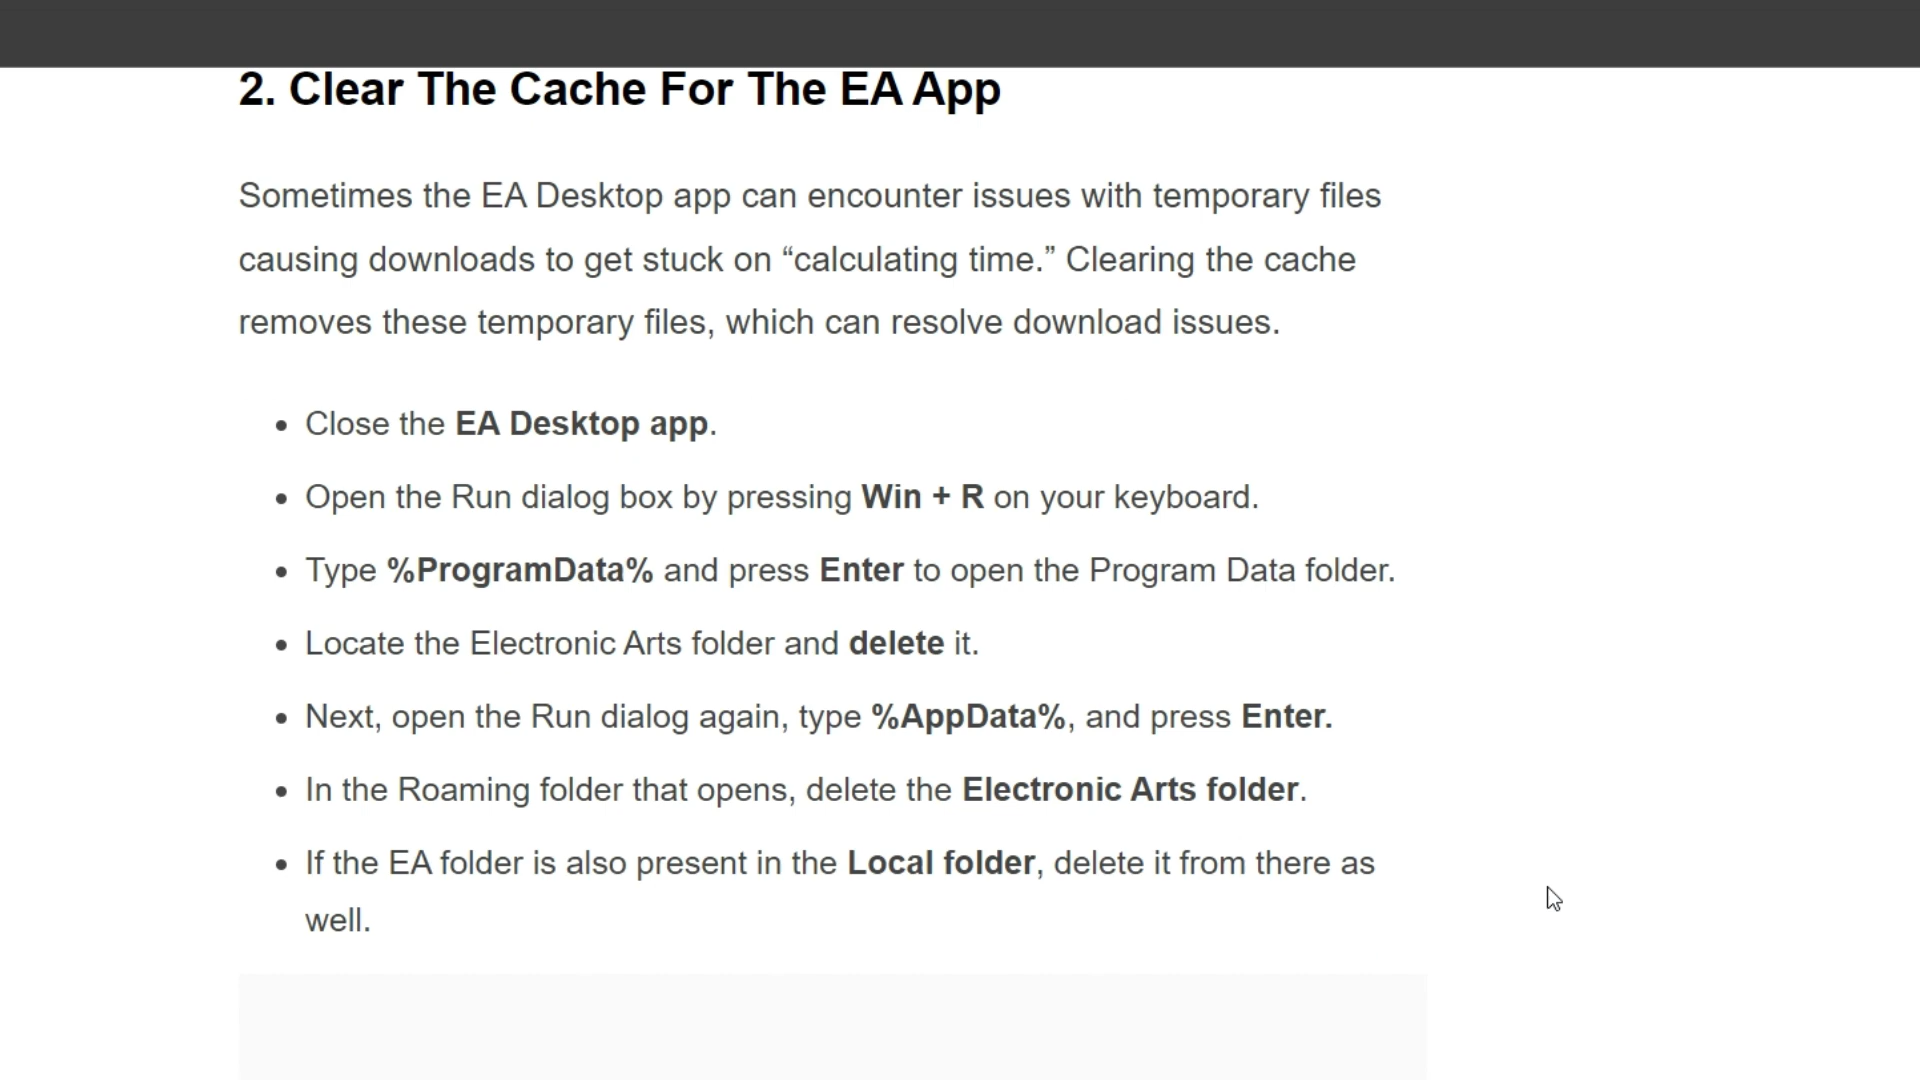 2. Clear The Cache For The EA App
Sometimes the EA Desktop app can encounter issues with temporary files
causing downloads to get stuck on “calculating time.” Clearing the cache
removes these temporary files, which can resolve download issues.
• Close the EA Desktop app.
• Open the Run dialog box by pressing Win + R on your keyboard.
• Type %ProgramData% and press Enter to open the Program Data folder.
• Locate the Electronic Arts folder and delete it.
• Next, open the Run dialog again, type %AppData%, and press Enter.
• In the Roaming folder that opens, delete the Electronic Arts folder.
• If the EA folder is also present in the Local folder, delete it from there as
well.